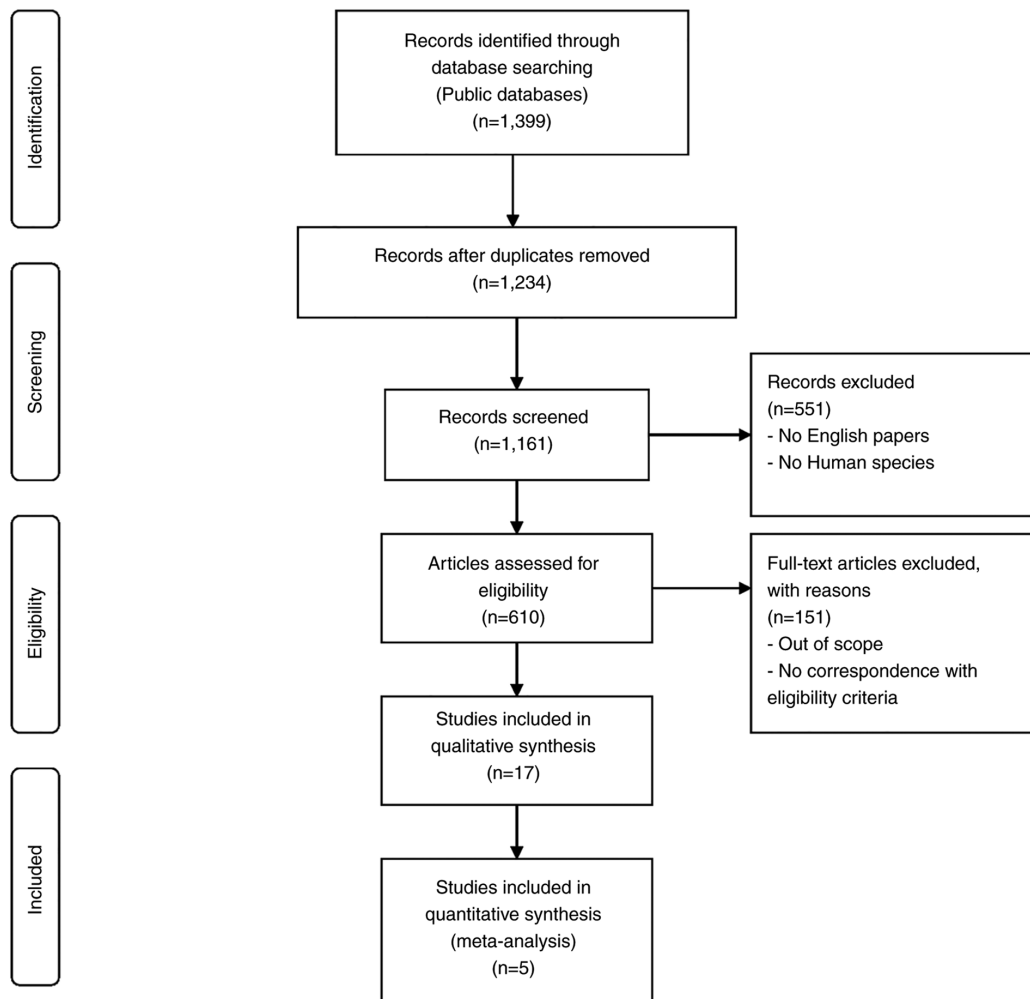 Identification
Records identified through
database searching
(Public databases)
(n=1,399)
Records after duplicates removed
(n=1,234)
Screening
Records screened
(n=1,161)
Records excluded
(n=551)
- No English papers
- No Human species
Eligibility
Articles assessed for
eligibility
(n=610)
Full-text articles excluded,
with reasons
(n=151)
- Out of scope
- No correspondence with
eligibility criteria
Studies included in
qualitative synthesis
(n=17)
Included
Studies included in
quantitative synthesis
(meta-analysis)
(n=5)